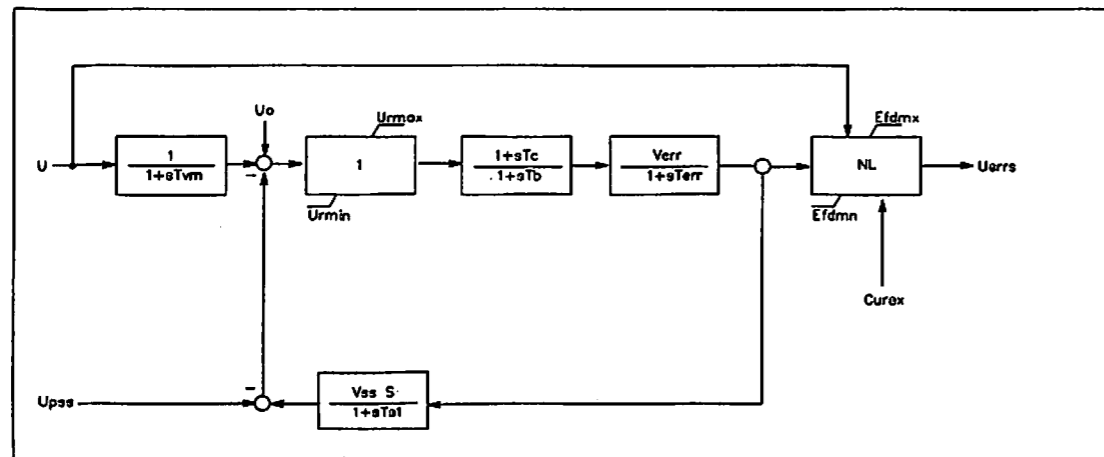 Uo
Urmax
Efdmx
U
1
1+sTvm
1
1+sTc
1+sTb
Verr
1+sTerr
NL
Uerrs
Urmin
Efdmn
Curex
Upss
Vss S
1+sTs1